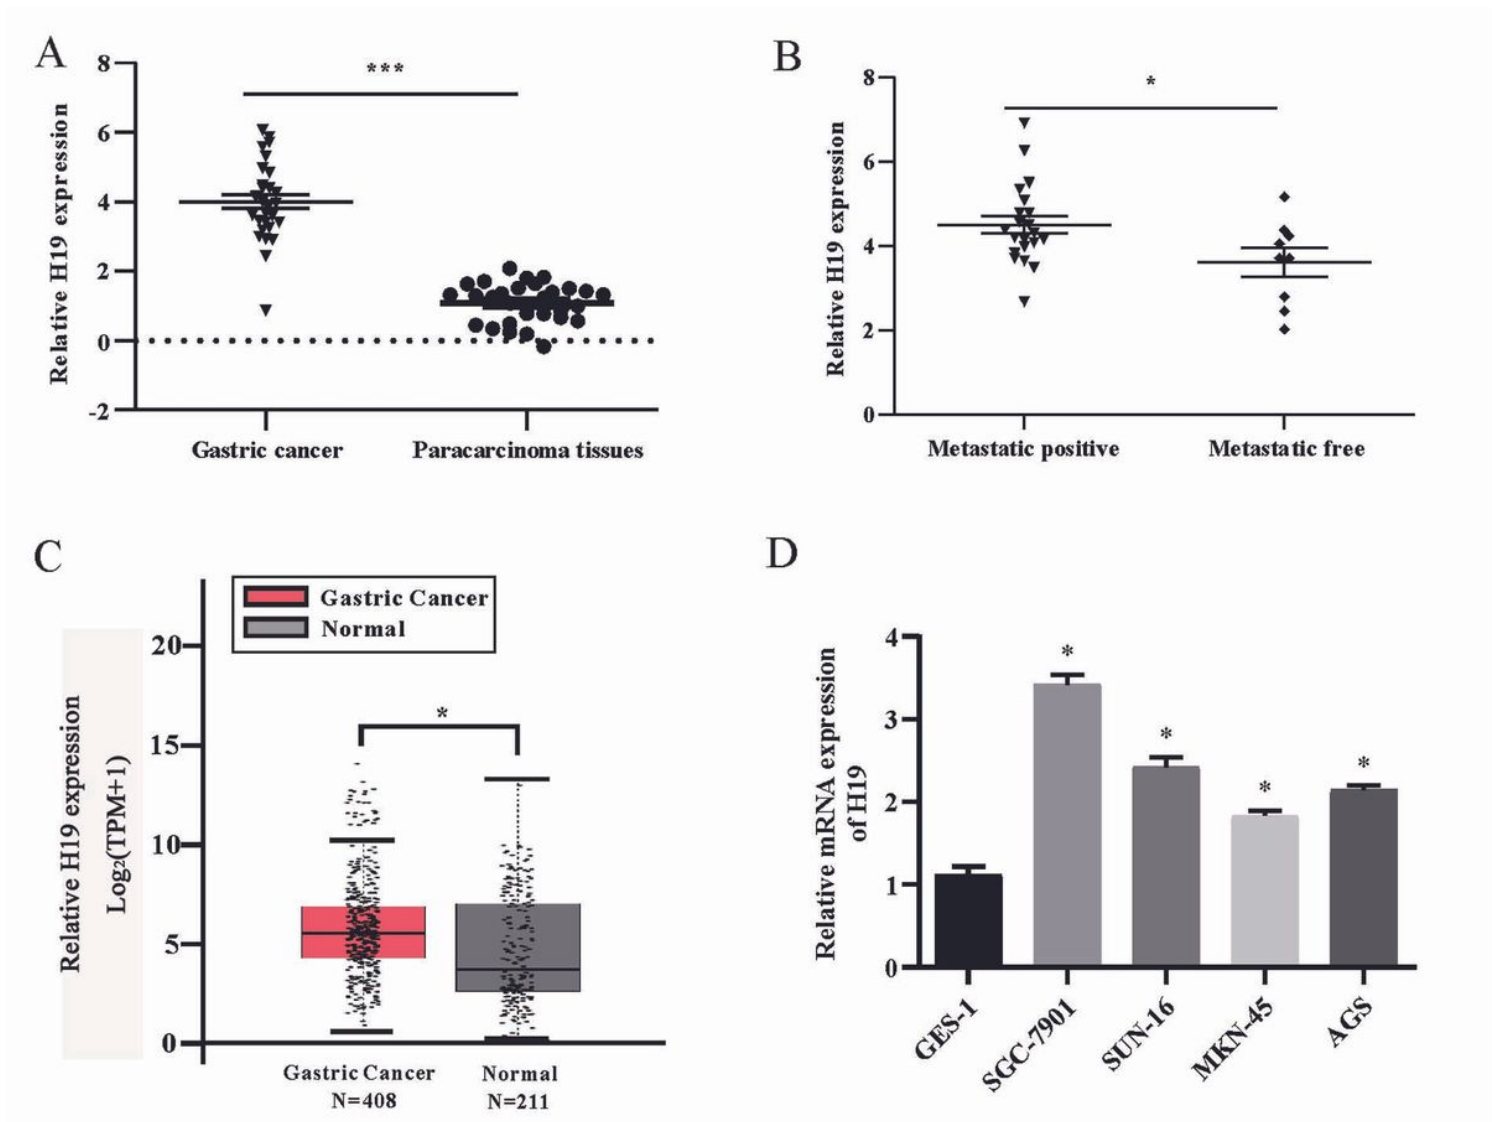 A
8
6
4
2
0
-2
Relative H19 expression
***
Gastric cancer
Paracarcinoma tissues
B
8
6
4
2
0
Relative H19 expression
*
Metastatic positive
Metastatic free
C
Gastric Cancer
Normal
20
15
10
5
0
Relative H19 expression
Log₂(TPM+1)
*
Gastric Cancer
N=408
Normal
N=211
D
4
3
2
1
0
Relative mRNA expression
of H19
*
*
*
*
GES-1
SGC-7901
SUN-16
MKN-45
AGS